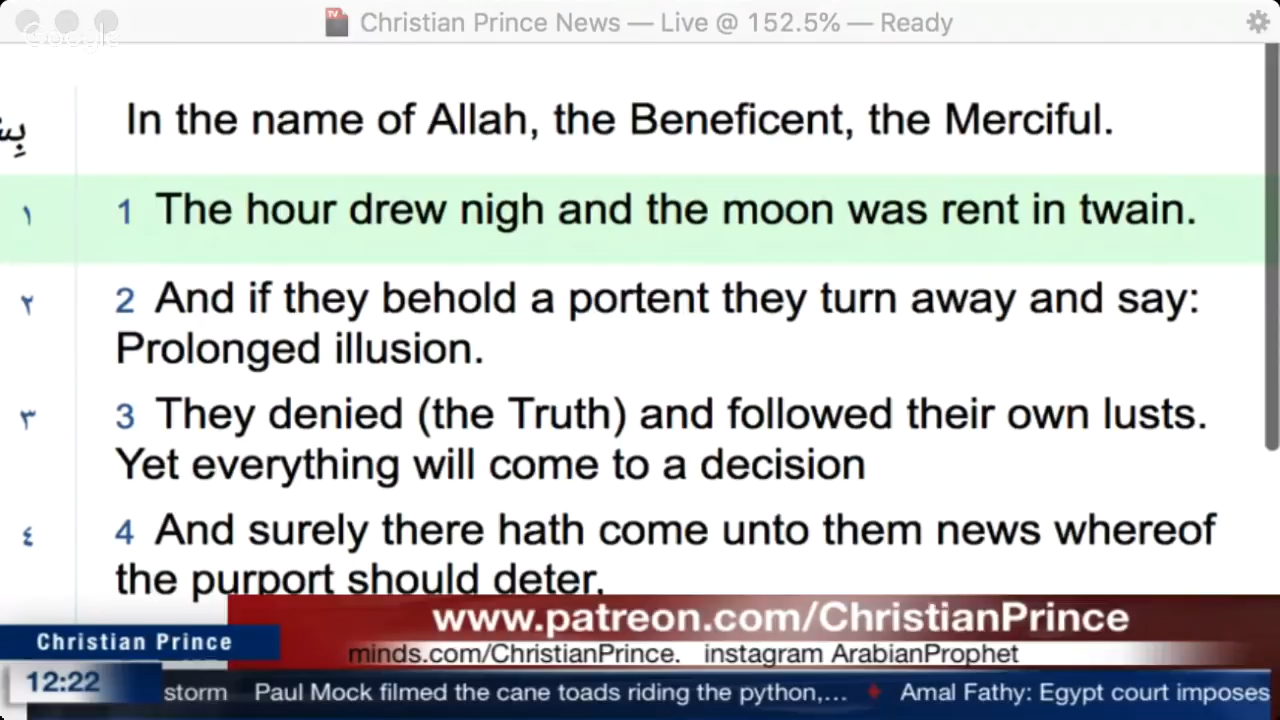 Christian Prince News — Live @ 152.5% — Ready
Google
In the name of Allah, the Beneficent, the Merciful.
١ 1 The hour drew nigh and the moon was rent in twain.
٢ 2 And if they behold a portent they turn away and say:
Prolonged illusion.
٣ 3 They denied (the Truth) and followed their own lusts.
Yet everything will come to a decision
٤ 4 And surely there hath come unto them news whereof
the purport should deter,
www.patreon.com/ChristianPrince
Christian Prince
minds.com/ChristianPrince. instagram ArabianProphet
12:22
storm Paul Mock filmed the cane toads riding the python,... Amal Fathy: Egypt court imposes